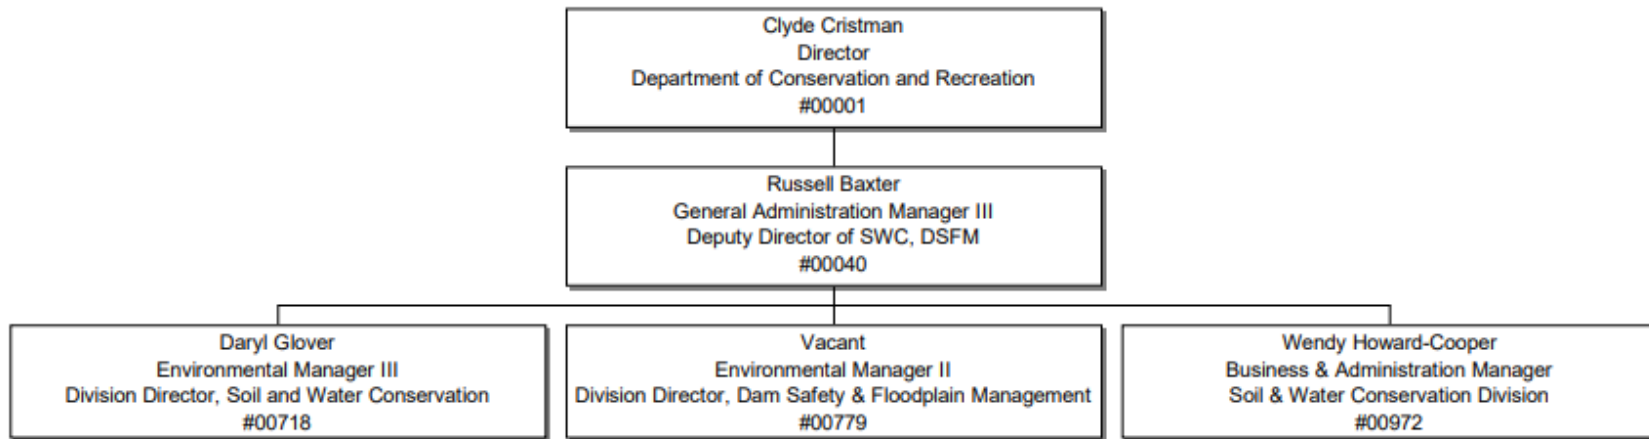 Clyde Cristman
Director
Department of Conservation and Recreation
#00001
Russell Baxter
General Administration Manager III
Deputy Director of SWC, DSFM
#00040
Daryl Glover
Environmental Manager III
Division Director, Soil and Water Conservation
#00718
Vacant
Environmental Manager II
Division Director, Dam Safety & Floodplain Management
#00779
Wendy Howard-Cooper
Business & Administration Manager
Soil & Water Conservation Division
#00972